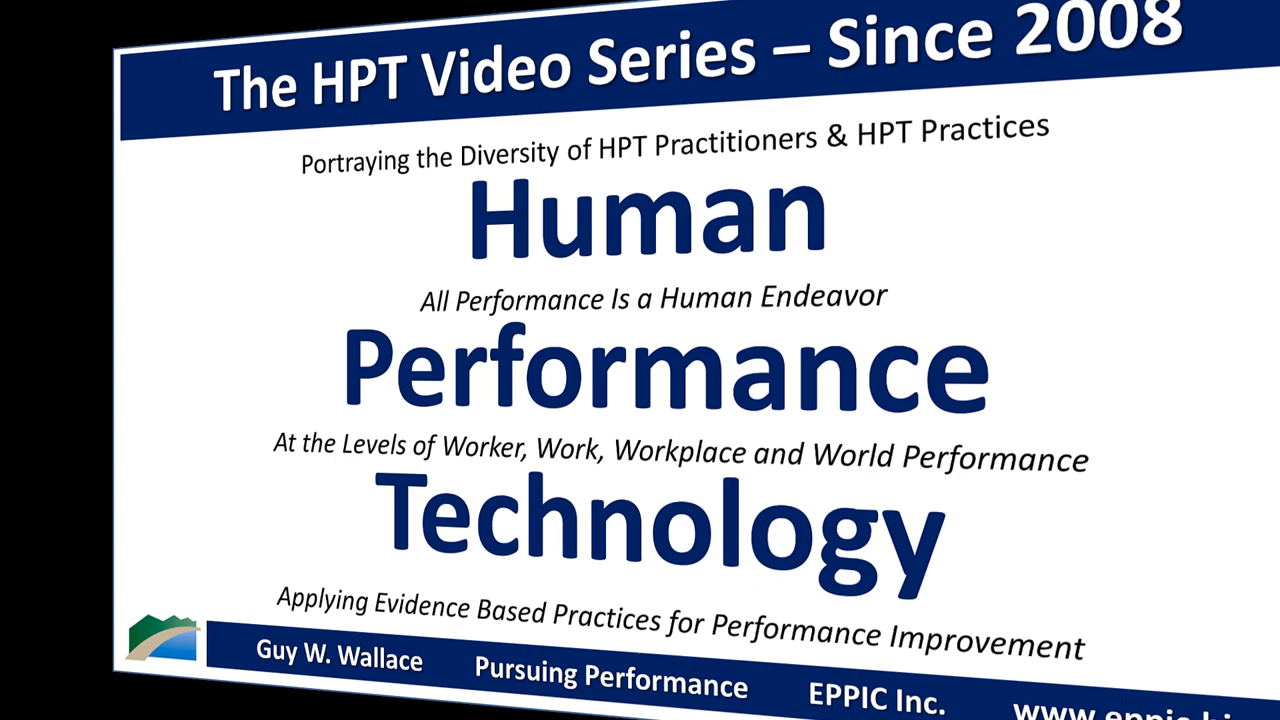 The HPT Video Series – Since 2008
Portraying the Diversity of HPT Practitioners & HPT Practices
Human
All Performance Is a Human Endeavor
Performance
At the Levels of Worker, Work, Workplace and World Performance
Technology
Applying Evidence Based Practices for Performance Improvement
Guy W. Wallace Pursuing Performance EPPIC Inc.